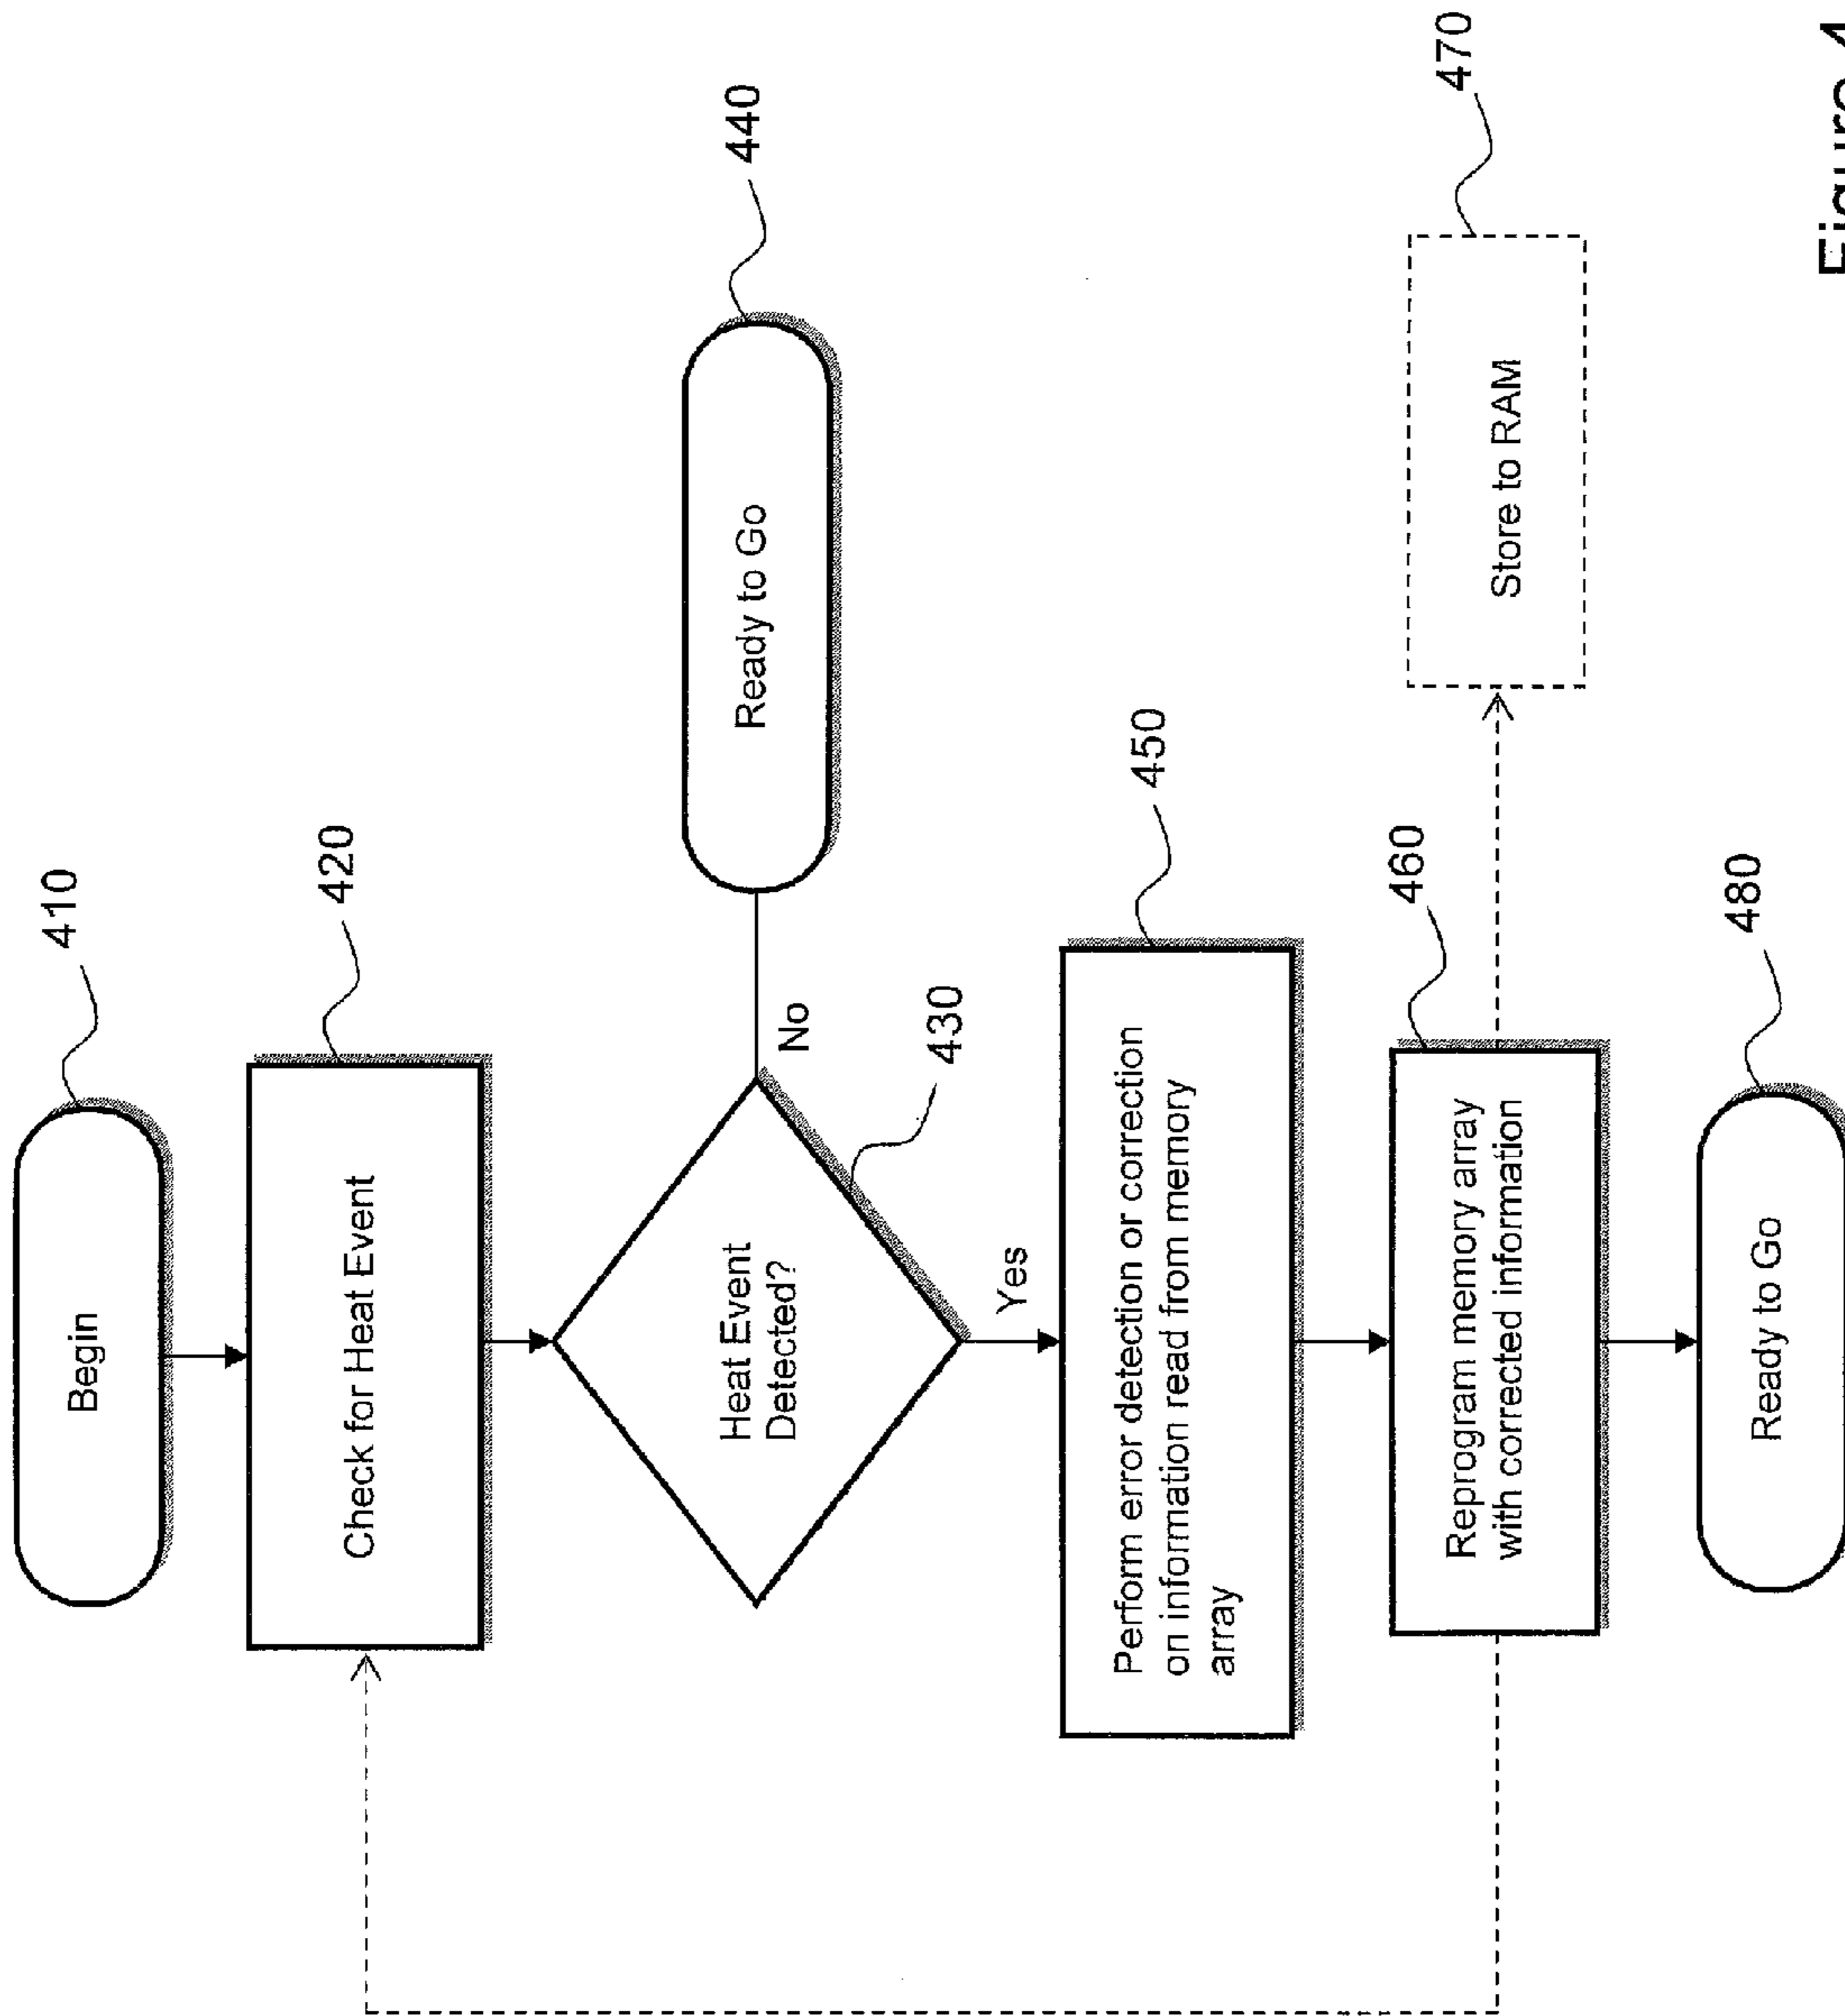 410
Begin
420
Check for Heat Event
440
Ready to Go
Heat Event
Detected?
No
430
Yes
450
Perform error detection or correction
on information read from memory
array
460
Reprogram memory array
with corrected information
470
Store to RAM
480
Ready to Go
Figure 4